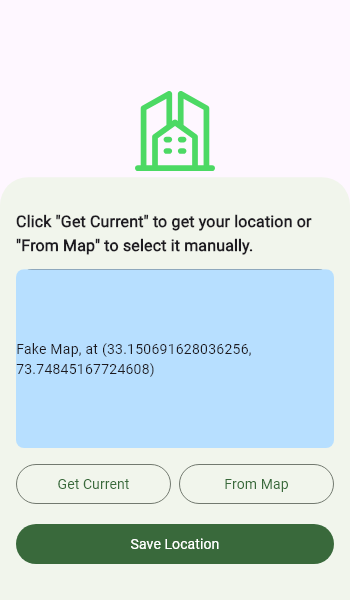 Click "Get Current" to get your location or
"From Map" to select it manually.
Fake Map, at (33.150691628036256,
73.74845167724608)
Get Current
From Map
Save Location